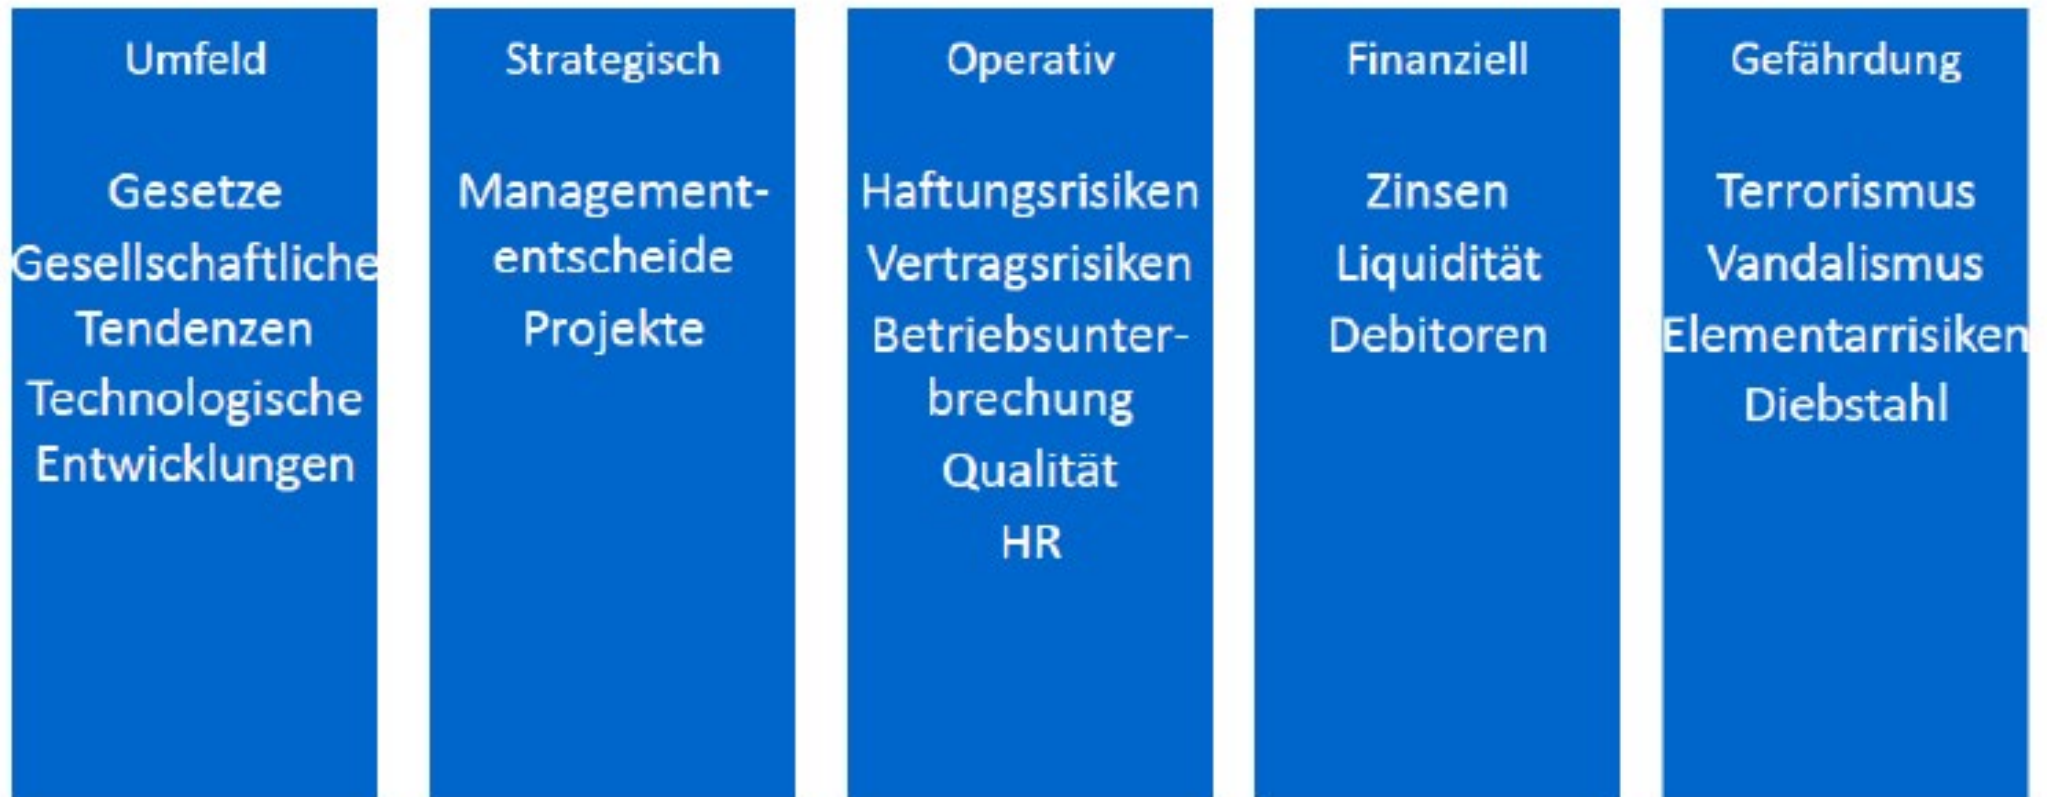 Umfeld
Gesetze
Gesellschaftliche
Tendenzen
Technologische
Entwicklungen
Strategisch
Management-
entscheide
Projekte
Operativ
Haftungsrisiken
Vertragsrisiken
Betriebsunter-
brechung
Qualität
HR
Finanziell
Zinsen
Liquidität
Debitoren
Gefährdung
Terrorismus
Vandalismus
Elementarrisiken
Diebstahl